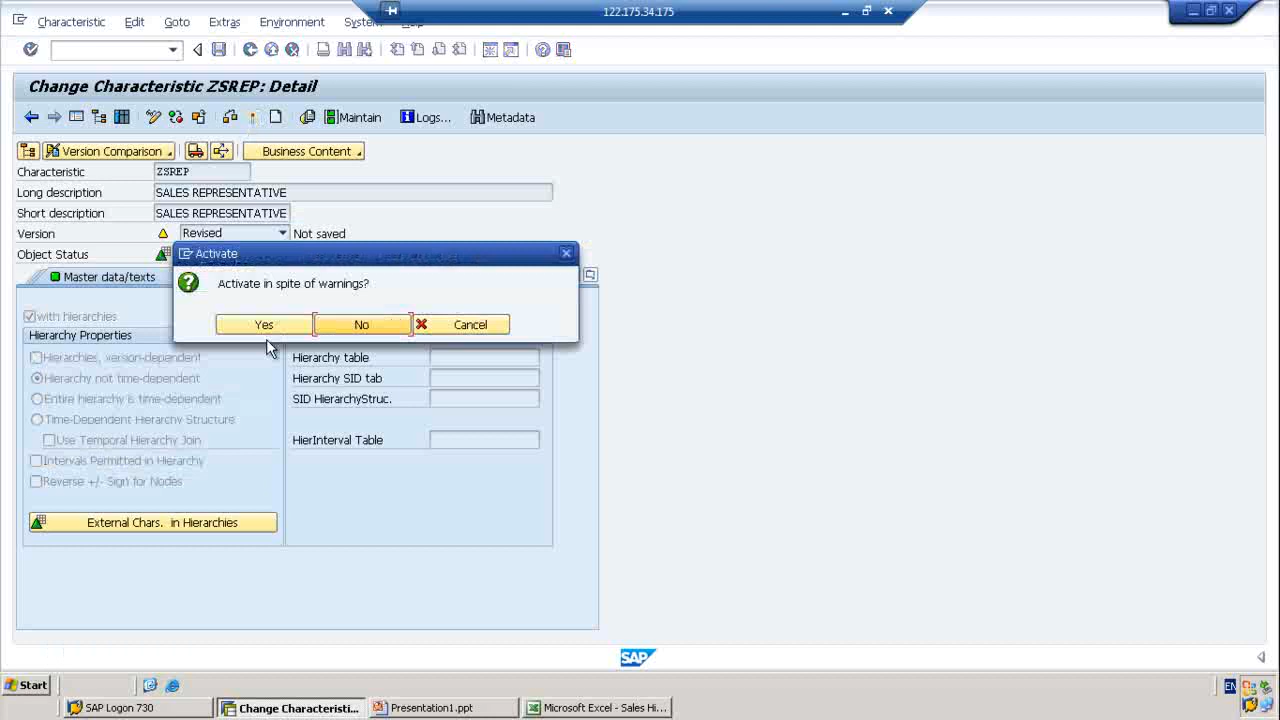 122.175.34.175
Characteristic Edit Goto Extras Environment System
Change Characteristic ZSREP: Detail
Maintain Logs... Metadata
Version Comparison Business Content
Characteristic ZSREP
Long description SALES REPRESENTATIVE
Short description SALES REPRESENTATIVE
Version Revised Not saved
Object Status
Activate
Master data/texts
Activate in spite of warnings?
with hierarchies
Yes No Cancel
Hierarchy Properties
Hierarchies, version-dependent Hierarchy table
Hierarchy not time-dependent Hierarchy SID tab
Entire hierarchy is time-dependent SID HierarchyStruc.
Time-Dependent Hierarchy Structure
Use Temporal Hierarchy Join HierInterval Table
Intervals Permitted in Hierarchy
Reverse +/- Sign for Nodes
External Chars. in Hierarchies
SAP
Start EN
SAP Logon 730 Change Characteristi... Presentation1.ppt Microsoft Excel - Sales Hi...